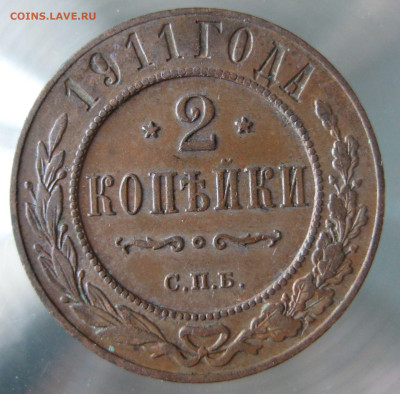 COINS.LAVE.RU
1911 ГОДА
2
КОПѢЙКИ
С.П.Б.